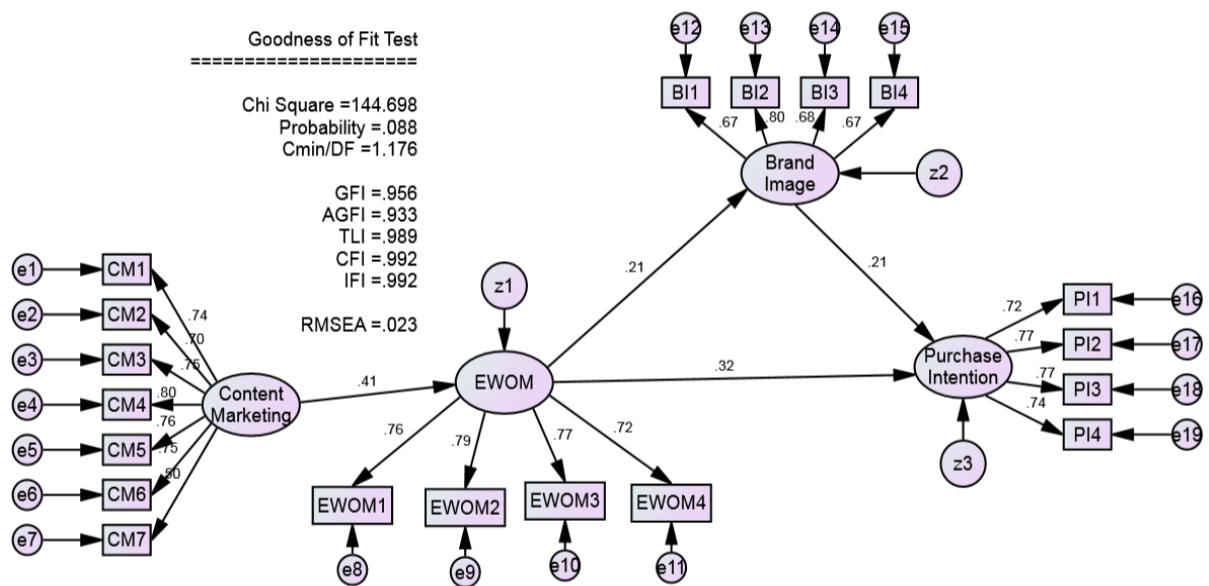 Goodness of Fit Test
=====================
Chi Square =144.698
Probability =.088
Cmin/DF =1.176
GFI =.956
AGFI =.933
TLI =.989
CFI =.992
IFI =.992
RMSEA =.023
e12
e13
e14
e15
BI1
BI2
BI3
BI4
.67
.80
.68
.67
Brand
Image
z2
.21
.21
z1
e1
CM1
e2
CM2
e3
CM3
e4
CM4
e5
CM5
e6
CM6
e7
CM7
.74
.70
.75
.80
.76
.75
.50
Content
Marketing
.41
EWOM
.32
.76
.79
.77
.72
EWOM1
EWOM2
EWOM3
EWOM4
e8
e9
e10
e11
Purchase
Intention
z3
.72
.77
.77
.74
PI1
e16
PI2
e17
PI3
e18
PI4
e19